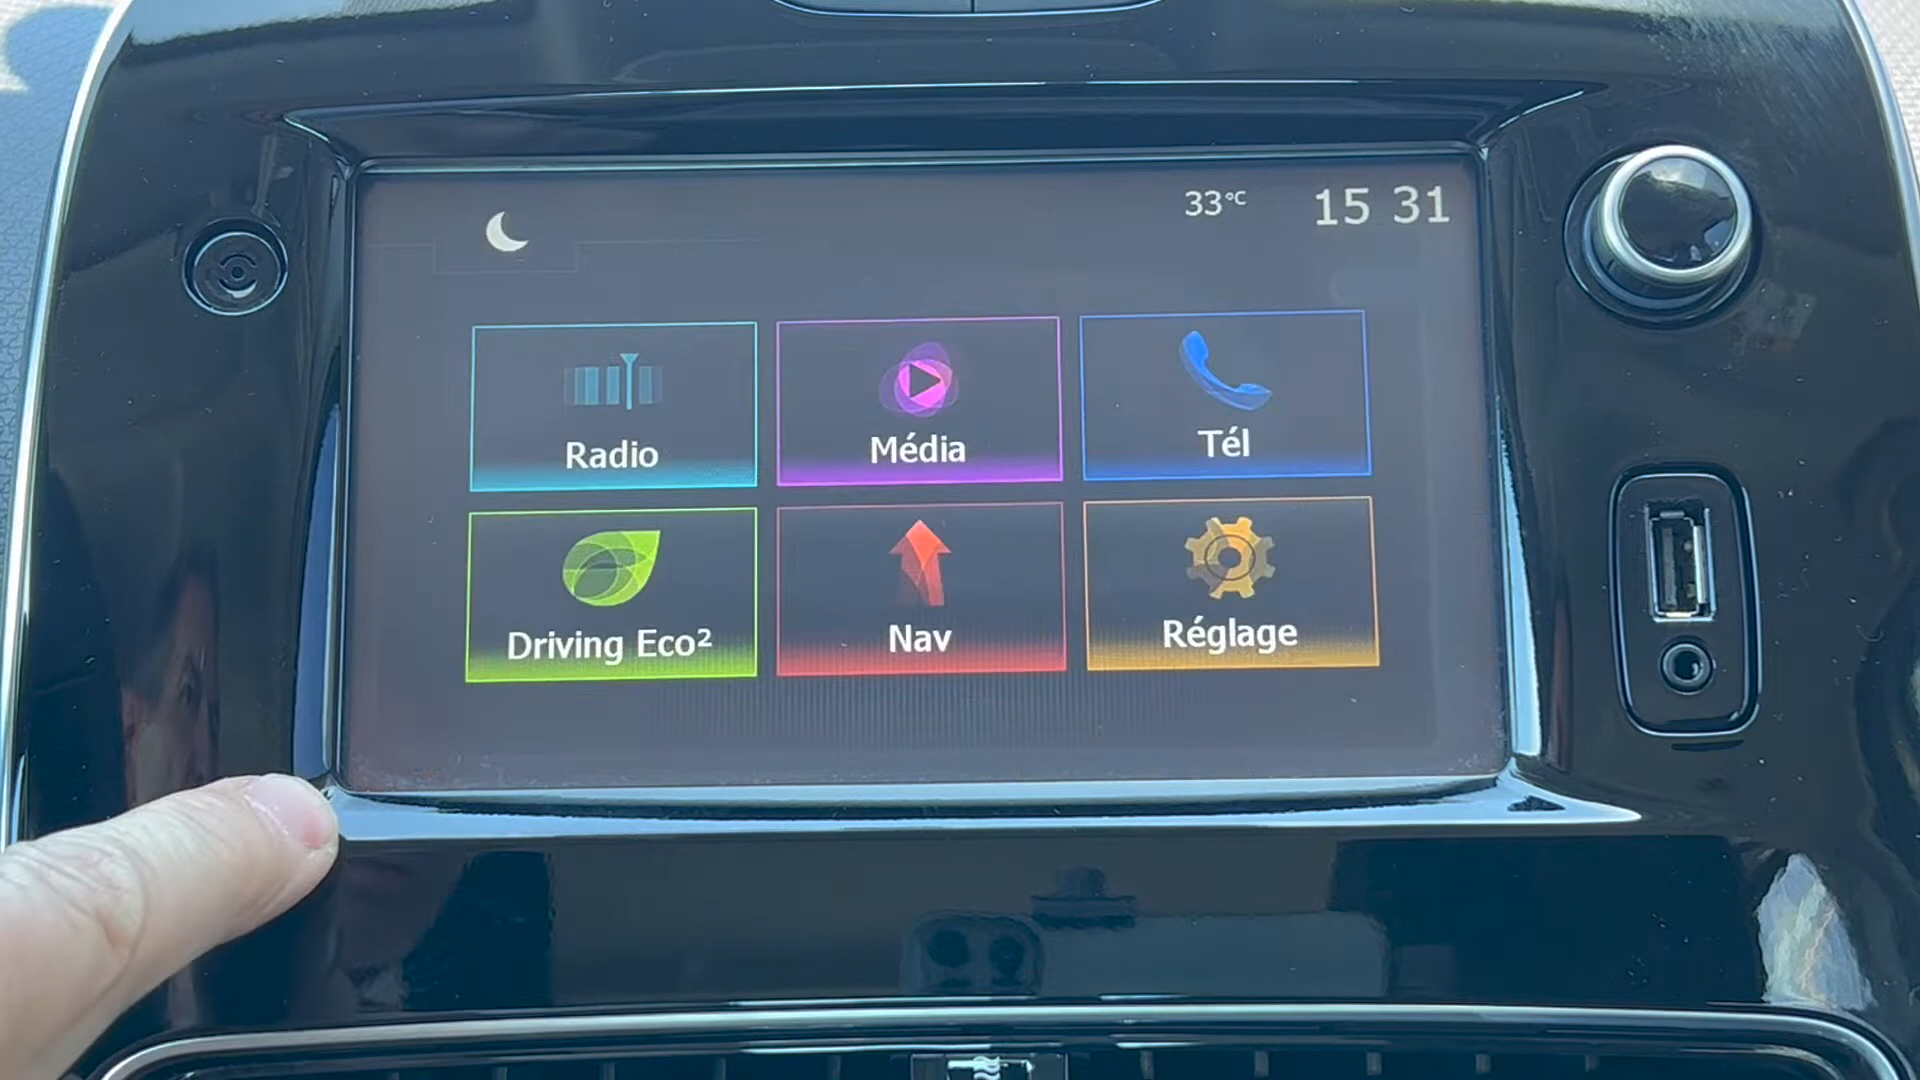 33°C 15 31
Radio
Média
Tél
Driving Eco²
Nav
Réglage